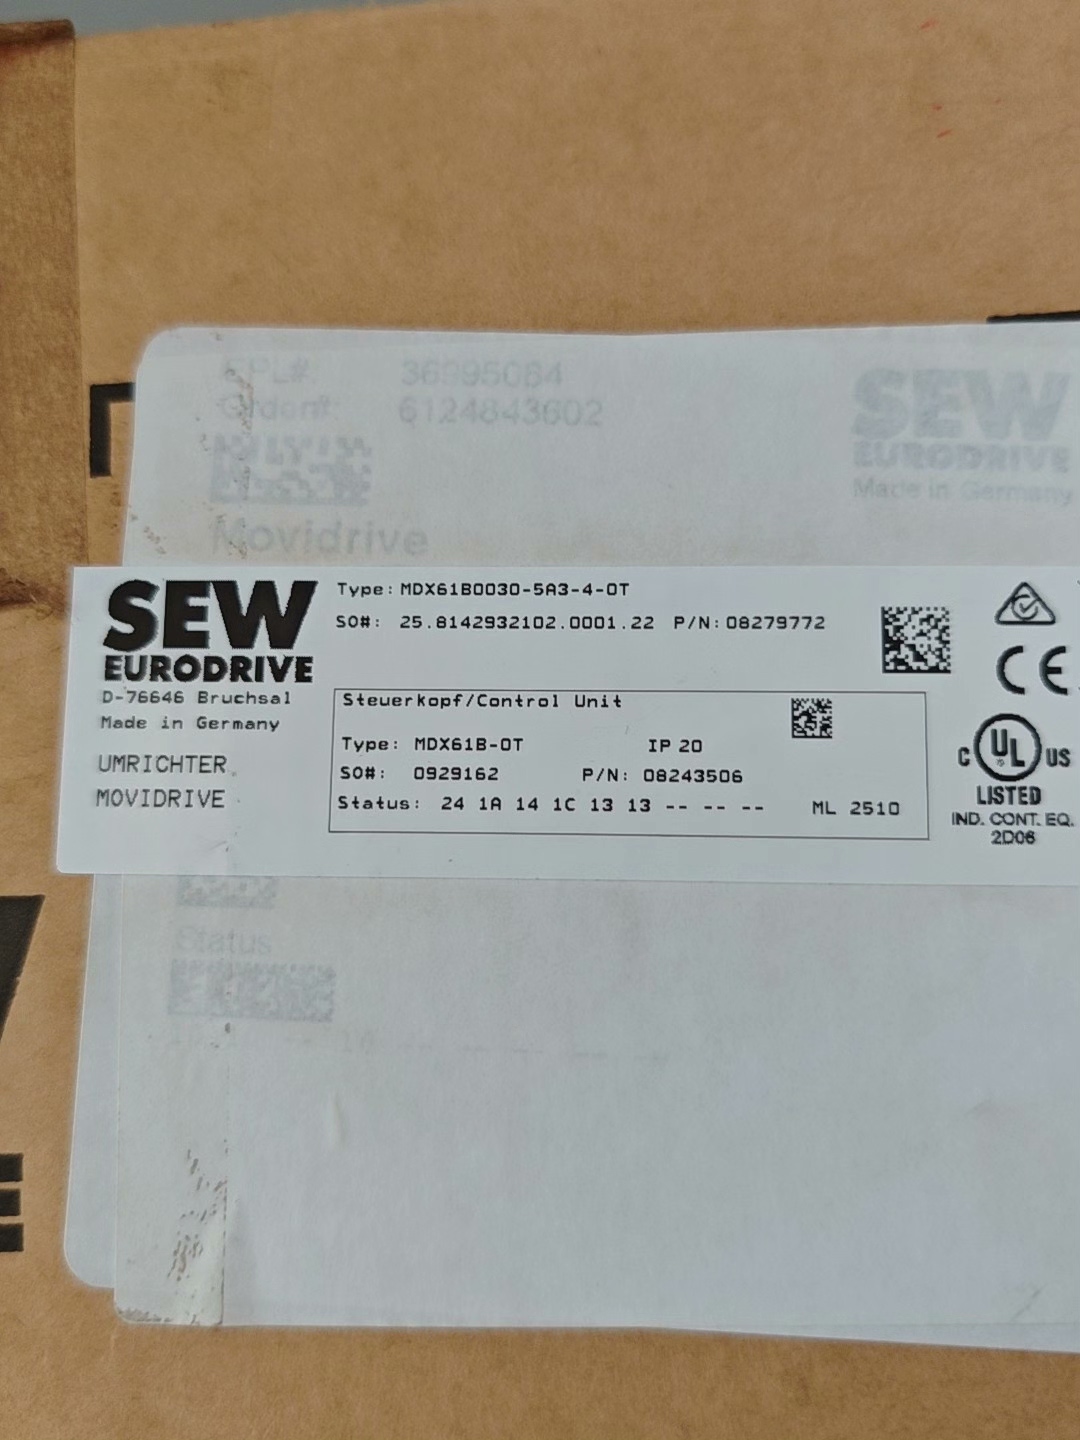 EPL#: 36995064
Order#: 6124843602
SEW
EURODRIVE
Made in Germany
Movidrive
SEW
EURODRIVE
D-76646 Bruchsal
Made in Germany
UMRICHTER
MOVIDRIVE
Type: MDX61B0030-5A3-4-0T
SO#: 25.8142932102.0001.22 P/N: 08279772
Steuerkopf/Control Unit
Type: MDX61B-0T IP 20
SO#: 0929162 P/N: 08243506
Status: 24 1A 14 1C 13 13 -- -- -- ML 2510
CE
C UL US
LISTED
IND. CONT. EQ.
2D06
Status